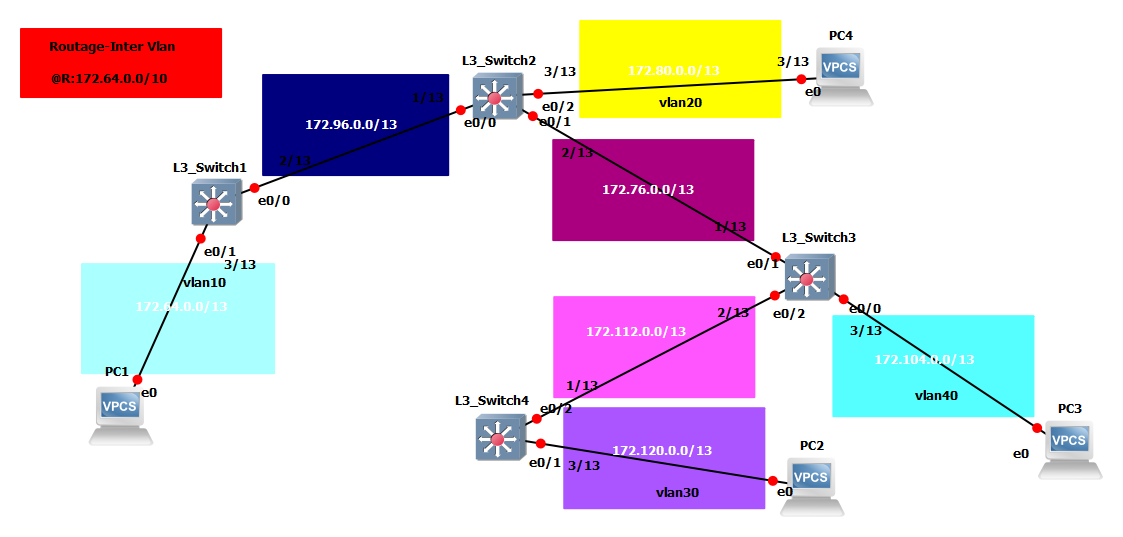 Routage-Inter Vlan
@R:172.64.0.0/10
L3_Switch2
1/13
e0/0
172.96.0.0/13
2/13
L3_Switch1
e0/0
e0/1
3/13
vlan10
172.64.0.0/13
PC1
VPCS
e0
3/13
e0/2
e0/1
172.80.0.0/13
vlan20
3/13
e0
PC4
VPCS
2/13
172.76.0.0/13
1/13
e0/1
L3_Switch3
e0/2
e0/0
2/13
172.112.0.0/13
1/13
e0/2
L3_Switch4
e0/1
3/13
172.120.0.0/13
vlan30
e0
PC2
VPCS
3/13
172.104.0.0/13
vlan40
e0
PC3
VPCS